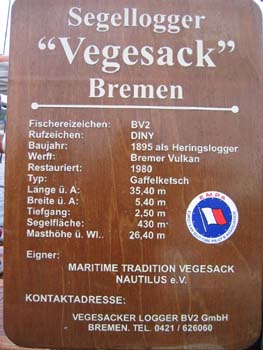 Segellogger
“Vegesack”
Bremen
Fischereizeichen: BV2
Rufzeichen: DINY
Baujahr: 1895 als Heringslogger
Werft: Bremer Vulkan
Restauriert: 1980
Typ: Gaffelketsch
Länge ü. A: 35,40 m
Breite ü. A: 5,40 m
Tiefgang: 2,50 m
Segelfläche: 430 m²
Masthöhe ü Wl.. 26,40 m
EMPA
Eigner:
MARITIME TRADITION VEGESACK
NAUTILUS e.V.
KONTAKTADRESSE:
VEGESACKER LOGGER BV2 GmbH
BREMEN. TEL. 0421 / 626060